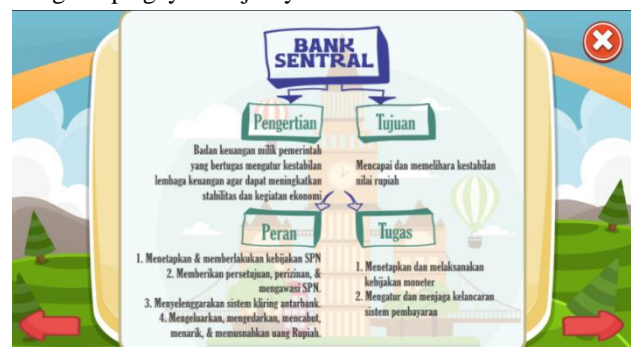 BANK
SENTRAL
Pengertian
Badan keuangan milik pemerintah
yang bertugas mengatur kestabilan
lembaga keuangan agar dapat meningkatkan
stabilitas dan kegiatan ekonomi
Tujuan
Mencapai dan memelihara kestabilan
nilai rupiah
Peran
1. Menetapkan & memberlakukan kebijakan SPN
2. Memberikan persetujuan, perizinan, &
mengawasi SPN.
3. Menyelenggarakan sistem kliring antarbank.
4. Mengeluarkan, mengedarkan, mencabut,
menarik, & memusnahkan uang Rupiah.
Tugas
1. Menetapkan dan melaksanakan
kebijakan moneter
2. Mengatur dan menjaga kelancaran
sistem pembayaran